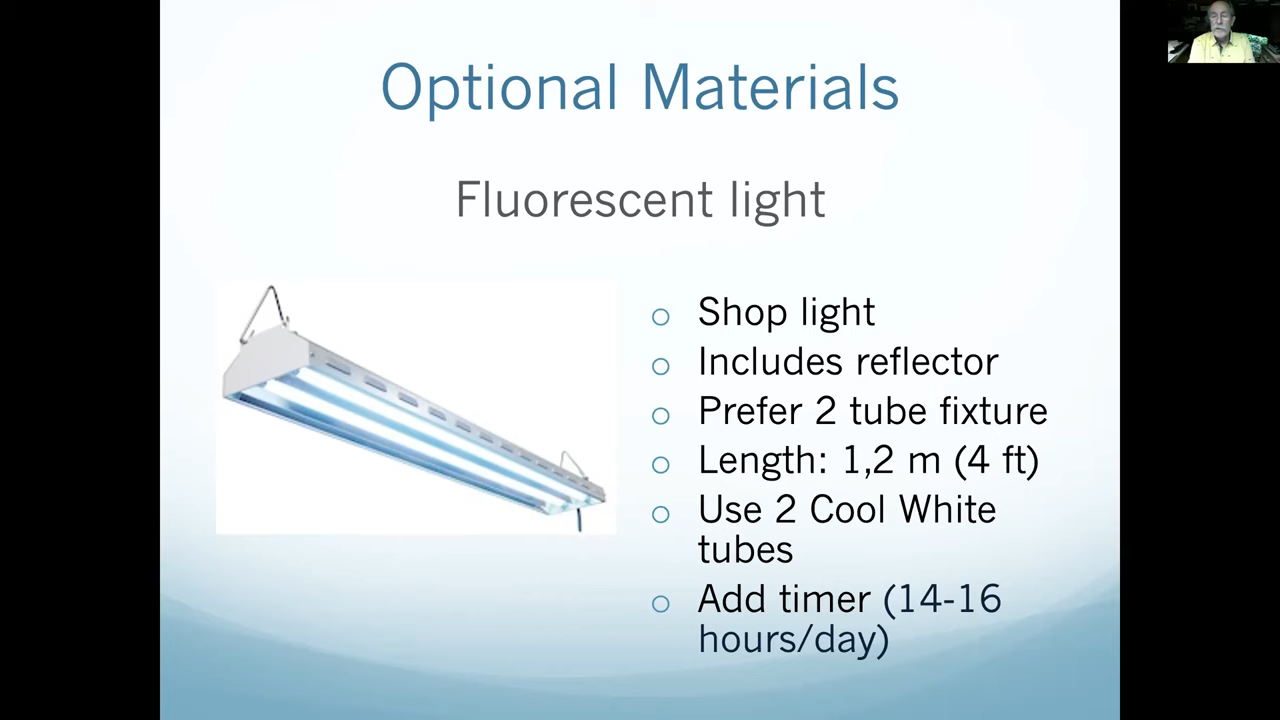 Optional Materials
Fluorescent light
Shop light
Includes reflector
Prefer 2 tube fixture
Length: 1,2 m (4 ft)
Use 2 Cool White
tubes
Add timer (14-16
hours/day)